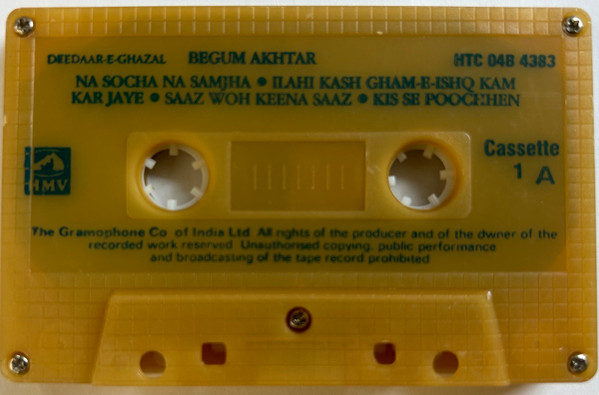 DEEDAAR-E-GHAZAL BEGUM AKHTAR HTC 04B 4383
NA SOCHA NA SAMJHA • ILAHI KASH GHAM-E-ISHQ KAM
KAR JAYE • SAAZ WOH KEENA SAAZ • KIS SE POOCHHEN
HMV
Cassette
1 A
The Gramophone Co of India Ltd All rights of the producer and of the owner of the
recorded work reserved Unauthorised copying, public performance
and broadcasting of the tape record prohibited